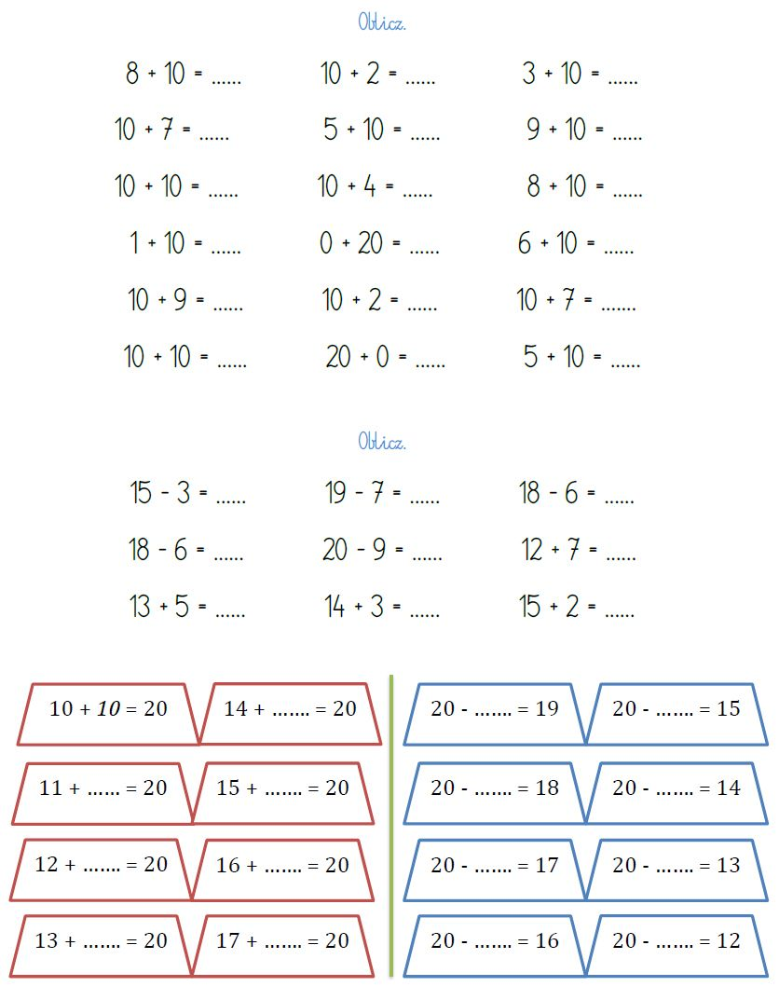 Oblicz.
8 + 10 = ...... 10 + 2 = ...... 3 + 10 = ......
10 + 7 = ...... 5 + 10 = ...... 9 + 10 = ......
10 + 10 = ...... 10 + 4 = ...... 8 + 10 = ......
1 + 10 = ...... 0 + 20 = ...... 6 + 10 = ......
10 + 9 = ...... 10 + 2 = ...... 10 + 7 = .......
10 + 10 = ...... 20 + 0 = ...... 5 + 10 = ......
Oblicz.
15 - 3 = ...... 19 - 7 = ...... 18 - 6 = ......
18 - 6 = ...... 20 - 9 = ...... 12 + 7 = ......
13 + 5 = ...... 14 + 3 = ...... 15 + 2 = ......
10 + 10 = 20 14 + ....... = 20 20 - ....... = 19 20 - ....... = 15
11 + ...... = 20 15 + ....... = 20 20 - ....... = 18 20 - ....... = 14
12 + ....... = 20 16 + ....... = 20 20 - ....... = 17 20 - ....... = 13
13 + ....... = 20 17 + ....... = 20 20 - ....... = 16 20 - ....... = 12